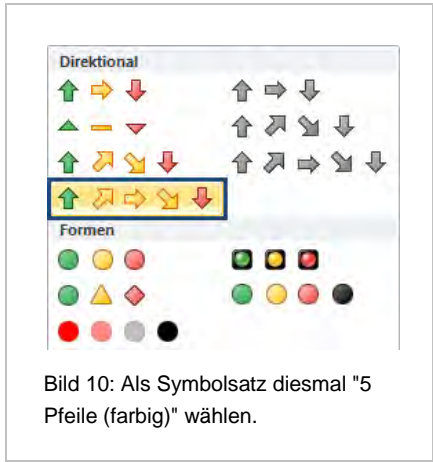 Direktional
Formen
Bild 10: Als Symbolsatz diesmal "5
Pfeile (farbig)" wählen.